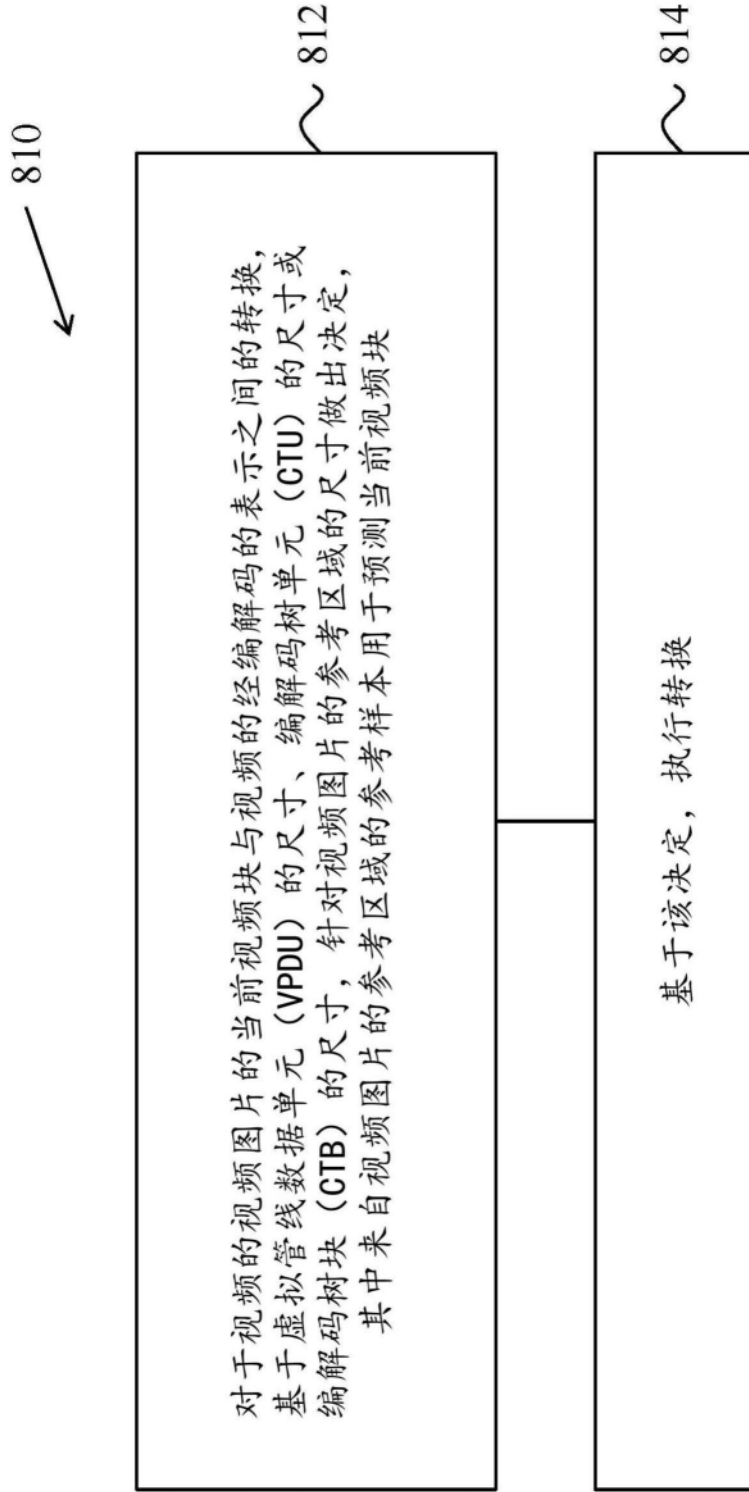 810
对于视频的视频图片的当前视频块与视频的经编解码的表示之间的转换,
基于虚拟管线数据单元（VPDU）的尺寸、编解码树单元（CTU）的尺寸或
编解码树块（CTB）的尺寸，针对视频图片的参考区域的尺寸做出决定,
其中来自视频图片的参考区域的参考样本用于预测当前视频块
812
基于该决定，执行转换
814